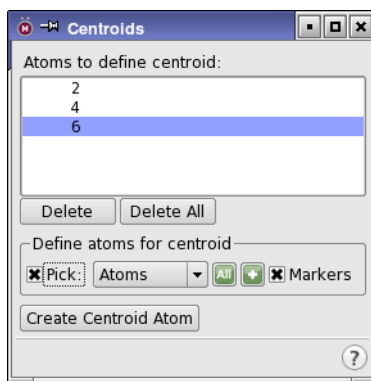 Centroids
Atoms to define centroid:
2
4
6
Delete Delete All
Define atoms for centroid
Pick: Atoms All + Markers
Create Centroid Atom
?